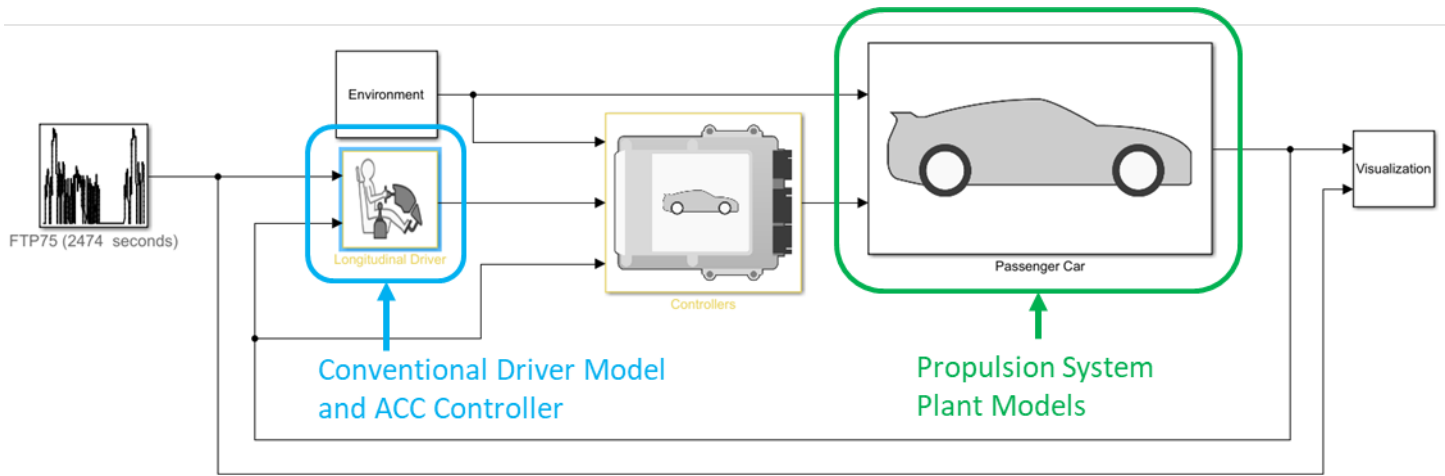 Environment
FTP75 (2474 seconds)
Longitudinal Driver
Controllers
Passenger Car
Visualization
Conventional Driver Model
and ACC Controller
Propulsion System
Plant Models